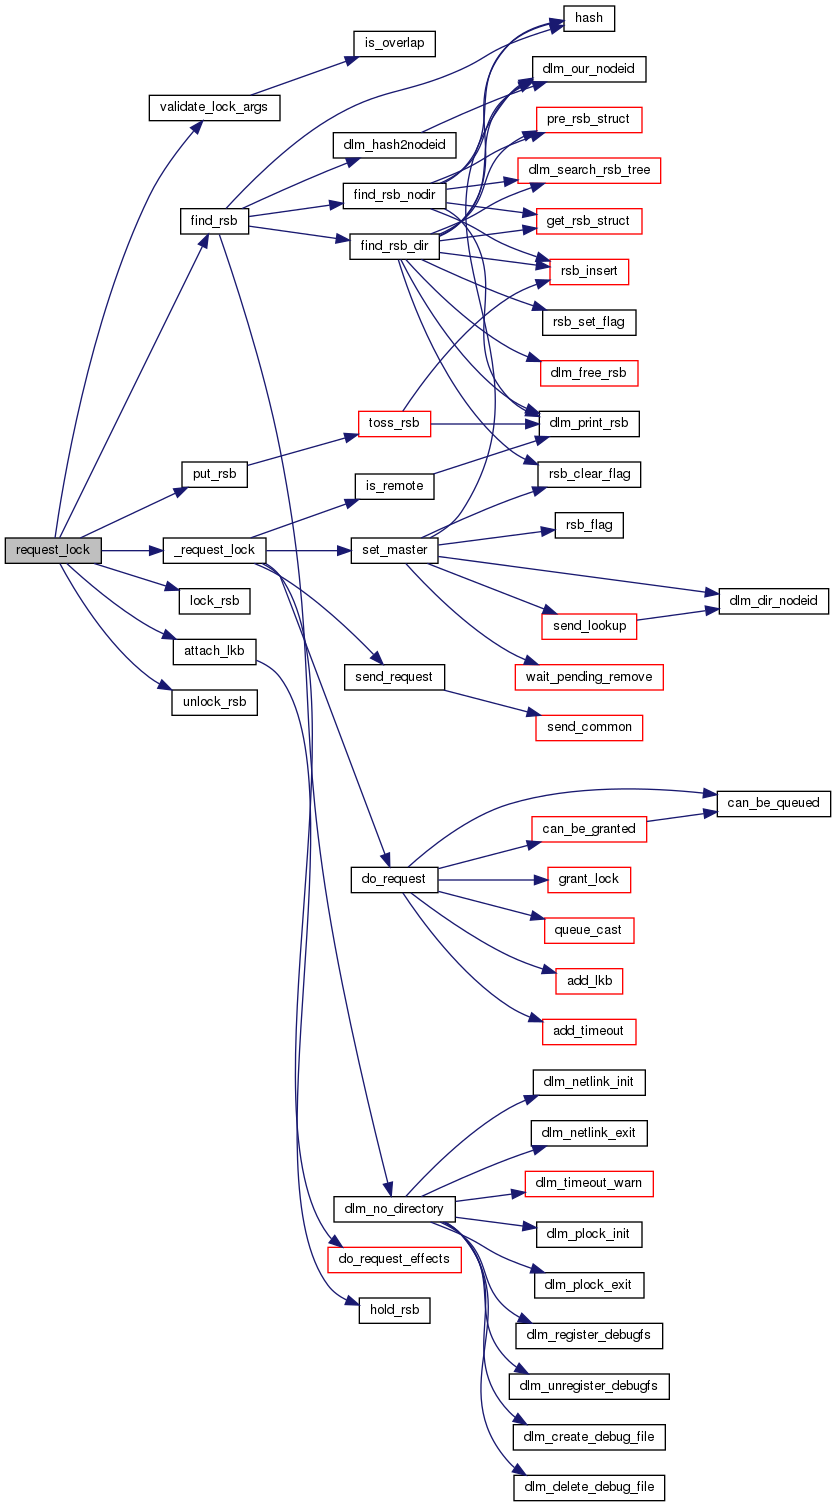 hash
is_overlap
dlm_our_nodeid
validate_lock_args
pre_rsb_struct
dlm_hash2nodeid
dlm_search_rsb_tree
find_rsb_nodir
find_rsb
get_rsb_struct
find_rsb_dir
rsb_insert
rsb_set_flag
dlm_free_rsb
toss_rsb
dlm_print_rsb
put_rsb
is_remote
rsb_clear_flag
rsb_flag
request_lock
_request_lock
set_master
lock_rsb
dlm_dir_nodeid
send_lookup
attach_lkb
send_request
wait_pending_remove
unlock_rsb
send_common
can_be_queued
can_be_granted
do_request
grant_lock
queue_cast
add_lkb
add_timeout
dlm_netlink_init
dlm_netlink_exit
dlm_timeout_warn
dlm_no_directory
dlm_plock_init
do_request_effects
dlm_plock_exit
hold_rsb
dlm_register_debugfs
dlm_unregister_debugfs
dlm_create_debug_file
dlm_delete_debug_file